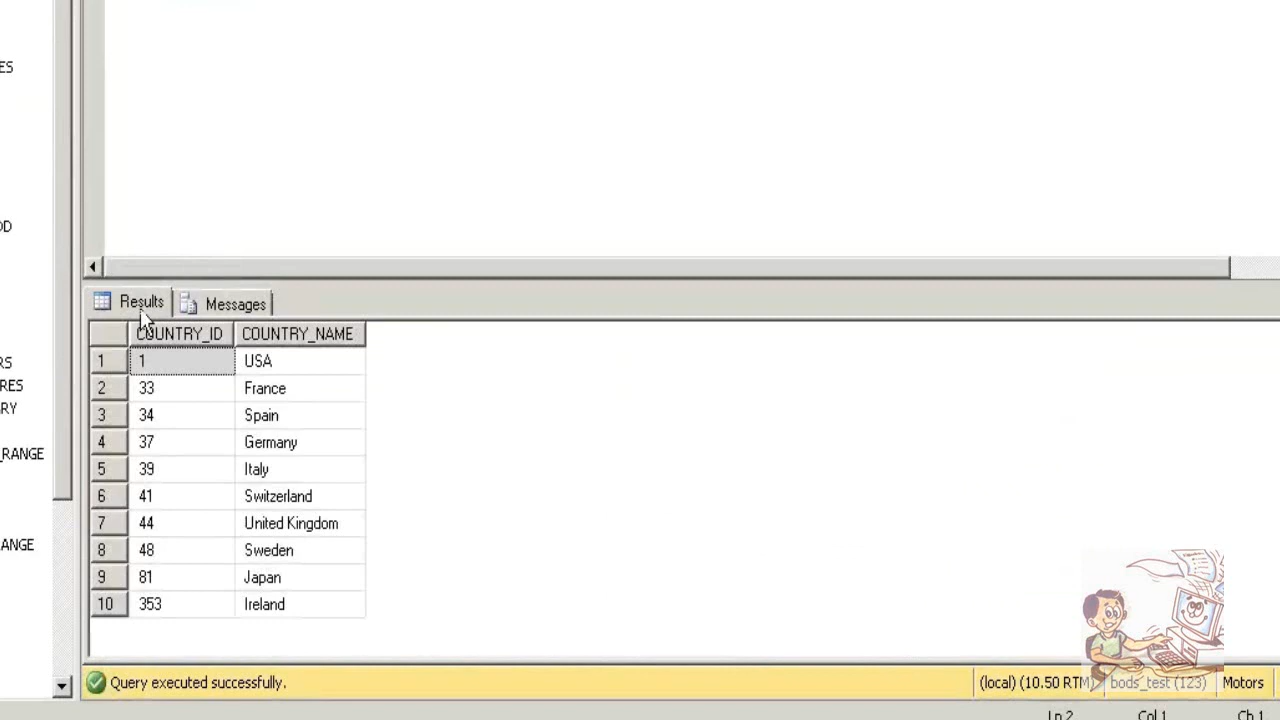 ES
OD
RS
RES
RY
_RANGE
ANGE
Results Messages
COUNTRY_ID COUNTRY_NAME
1 1 USA
2 33 France
3 34 Spain
4 37 Germany
5 39 Italy
6 41 Switzerland
7 44 United Kingdom
8 48 Sweden
9 81 Japan
10 353 Ireland
Query executed successfully. (local) (10.50 RTM) bods_test (123) Motors
Ln 2 Col 1 Ch 1